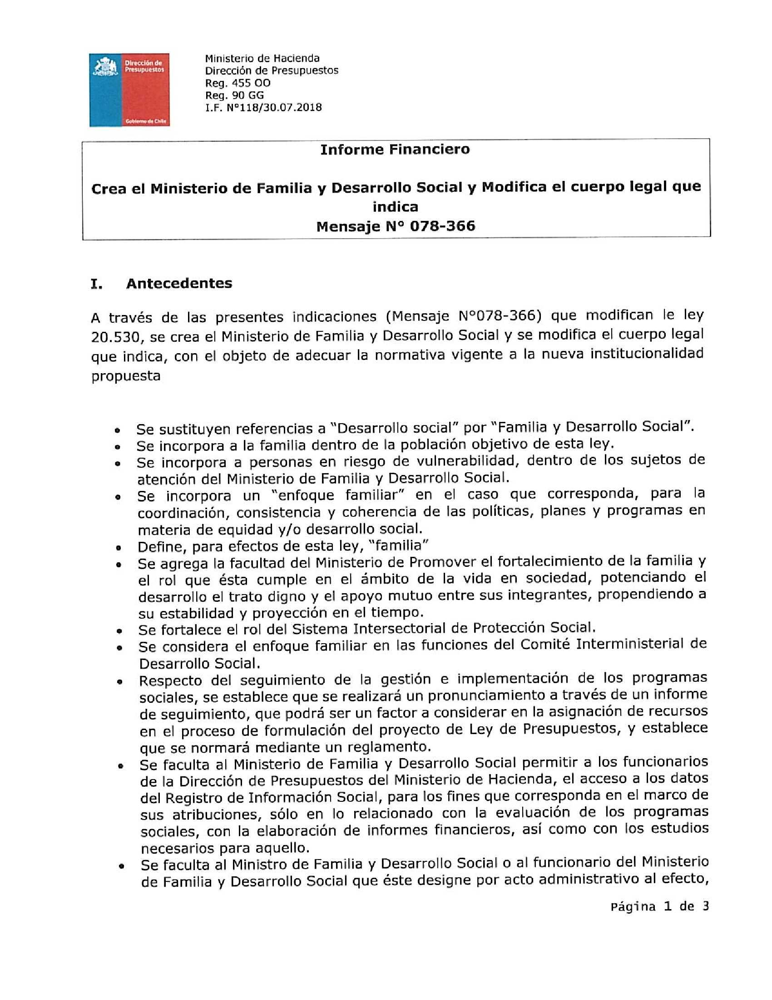 Dirección de
Presupuestos
Gobierno de Chile
Ministerio de Hacienda
Dirección de Presupuestos
Reg. 455 OO
Reg. 90 GG
I.F. N°118/30.07.2018
Informe Financiero
Crea el Ministerio de Familia y Desarrollo Social y Modifica el cuerpo legal que
indica
Mensaje N° 078-366
I. Antecedentes
A través de las presentes indicaciones (Mensaje N°078-366) que modifican le ley
20.530, se crea el Ministerio de Familia y Desarrollo Social y se modifica el cuerpo legal
que indica, con el objeto de adecuar la normativa vigente a la nueva institucionalidad
propuesta
• Se sustituyen referencias a "Desarrollo social" por "Familia y Desarrollo Social".
• Se incorpora a la familia dentro de la población objetivo de esta ley.
• Se incorpora a personas en riesgo de vulnerabilidad, dentro de los sujetos de
atención del Ministerio de Familia y Desarrollo Social.
• Se incorpora un "enfoque familiar" en el caso que corresponda, para la
coordinación, consistencia y coherencia de las políticas, planes y programas en
materia de equidad y/o desarrollo social.
• Define, para efectos de esta ley, "familia"
• Se agrega la facultad del Ministerio de Promover el fortalecimiento de la familia y
el rol que ésta cumple en el ámbito de la vida en sociedad, potenciando el
desarrollo el trato digno y el apoyo mutuo entre sus integrantes, propendiendo a
su estabilidad y proyección en el tiempo.
• Se fortalece el rol del Sistema Intersectorial de Protección Social.
• Se considera el enfoque familiar en las funciones del Comité Interministerial de
Desarrollo Social.
• Respecto del seguimiento de la gestión e implementación de los programas
sociales, se establece que se realizará un pronunciamiento a través de un informe
de seguimiento, que podrá ser un factor a considerar en la asignación de recursos
en el proceso de formulación del proyecto de Ley de Presupuestos, y establece
que se normará mediante un reglamento.
• Se faculta al Ministerio de Familia y Desarrollo Social permitir a los funcionarios
de la Dirección de Presupuestos del Ministerio de Hacienda, el acceso a los datos
del Registro de Información Social, para los fines que corresponda en el marco de
sus atribuciones, sólo en lo relacionado con la evaluación de los programas
sociales, con la elaboración de informes financieros, así como con los estudios
necesarios para aquello.
• Se faculta al Ministro de Familia y Desarrollo Social o al funcionario del Ministerio
de Familia y Desarrollo Social que éste designe por acto administrativo al efecto,
Página 1 de 3